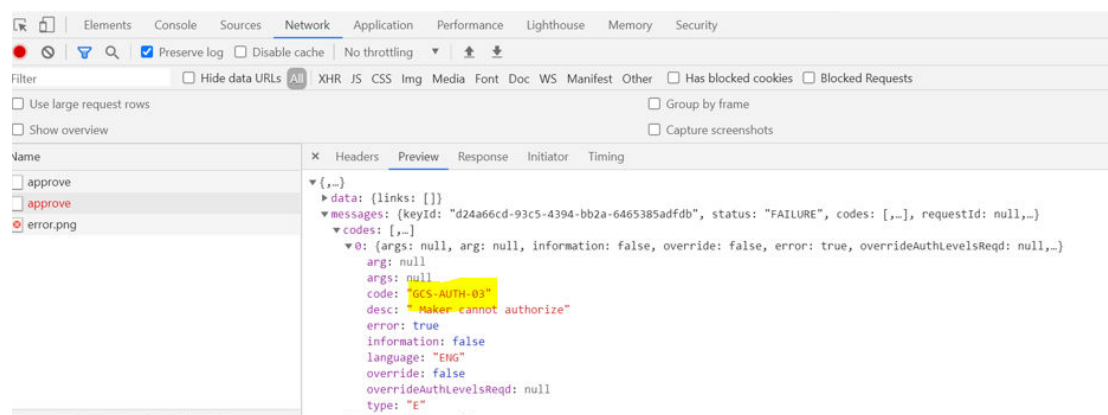 Elements Console Sources Network Application Performance Lighthouse Memory Security
Preserve log Disable cache No throttling
Filter Hide data URLs All XHR JS CSS Img Media Font Doc WS Manifest Other Has blocked cookies Blocked Requests
Use large request rows Group by frame
Show overview Capture screenshots
Name × Headers Preview Response Initiator Timing
approve
approve
error.png
▼{,…}
▶data: {links: []}
▼messages: {keyId: "d24a66cd-93c5-4394-bb2a-6465385adfdb", status: "FAILURE", codes: [,…], requestId: null,…}
▼codes: [,…]
▼0: {args: null, arg: null, information: false, override: false, error: true, overrideAuthLevelsReqd: null,…}
arg: null
args: null
code: "GCS-AUTH-03"
desc: " Maker cannot authorize"
error: true
information: false
language: "ENG"
override: false
overrideAuthLevelsReqd: null
type: "E"